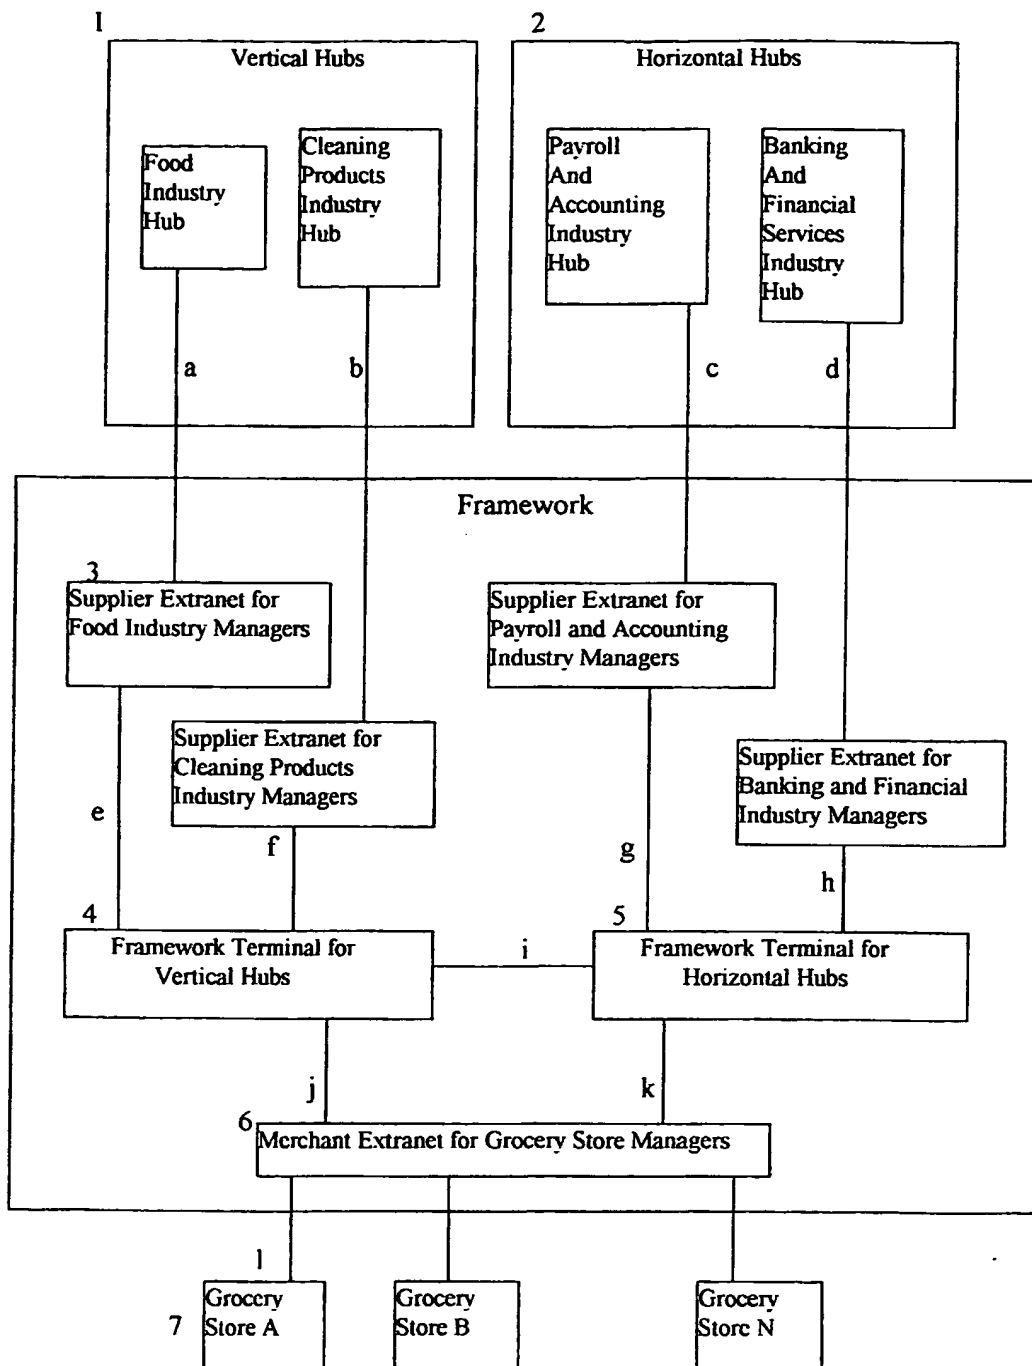 1
2
Vertical Hubs
Horizontal Hubs
Food
Industry
Hub
Cleaning
Products
Industry
Hub
Payroll
And
Accounting
Industry
Hub
Banking
And
Financial
Services
Industry
Hub
a
b
c
d
Framework
3
Supplier Extranet for
Food Industry Managers
Supplier Extranet for
Payroll and Accounting
Industry Managers
Supplier Extranet for
Cleaning Products
Industry Managers
Supplier Extranet for
Banking and Financial
Industry Managers
e
f
g
h
4
5
Framework Terminal for
Vertical Hubs
i
Framework Terminal for
Horizontal Hubs
j
k
6
Merchant Extranet for Grocery Store Managers
l
7
Grocery
Store A
Grocery
Store B
Grocery
Store N